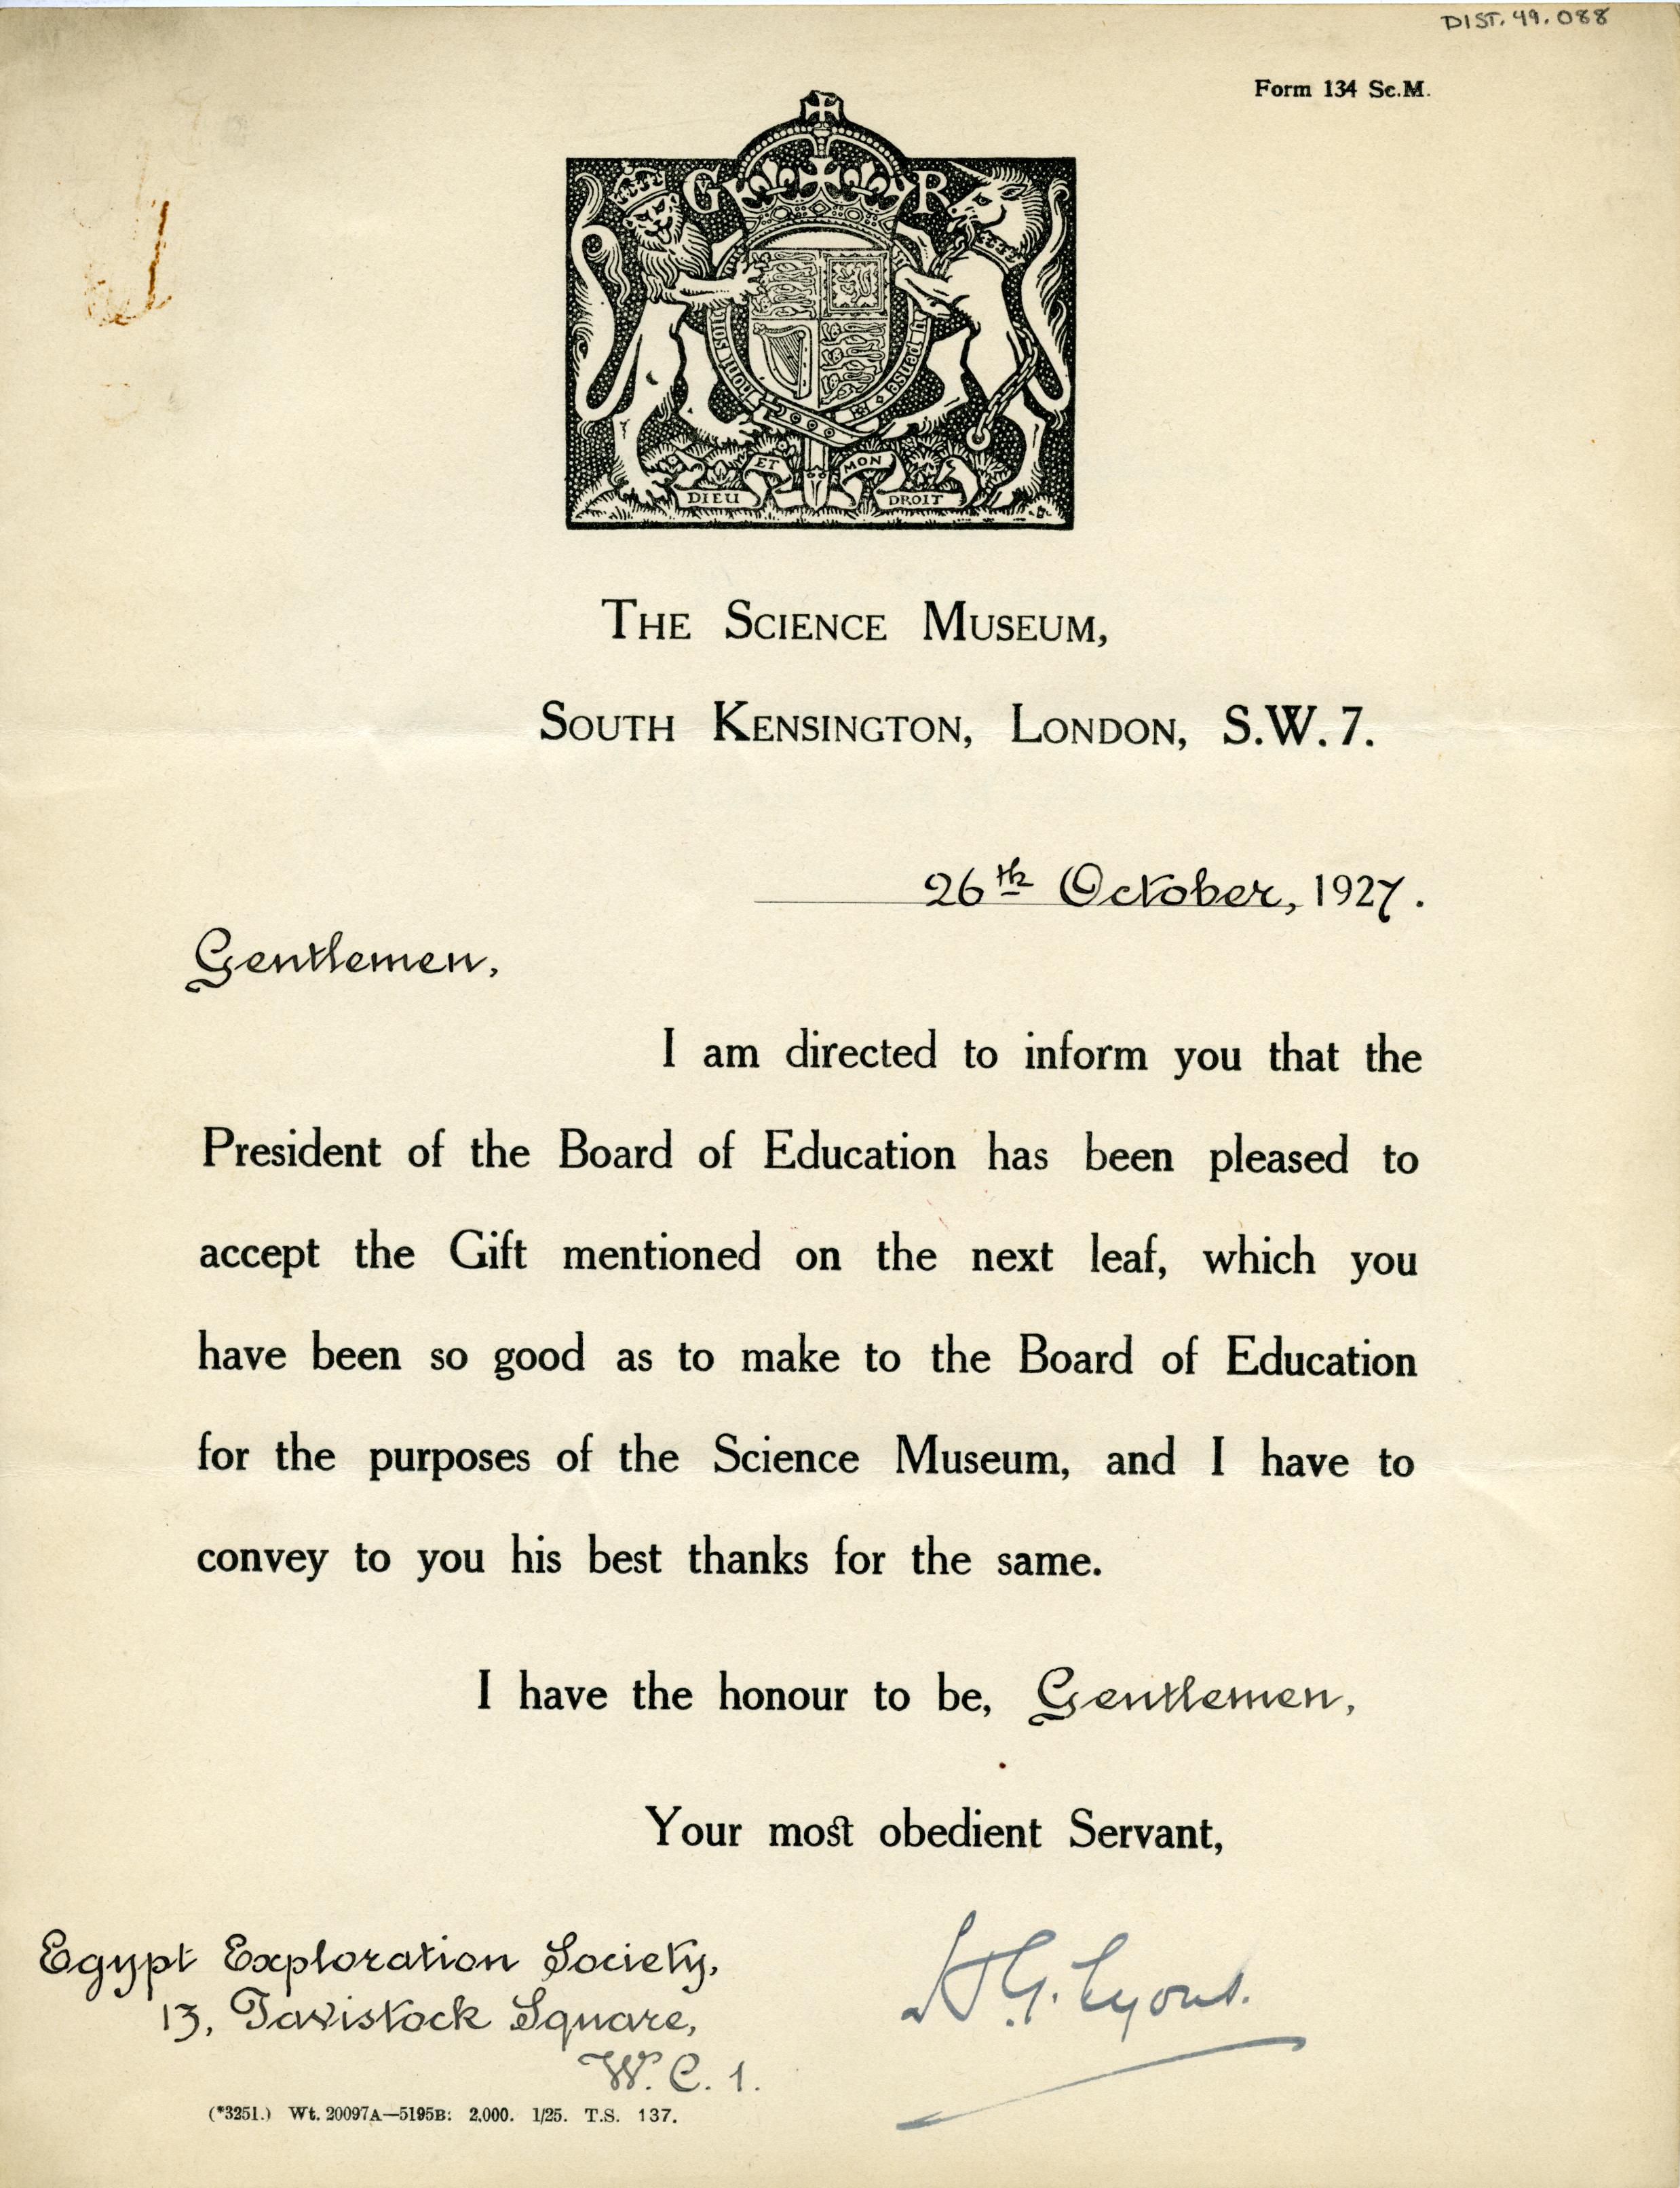 DIST. 49. 088
Form 134 Sc.M.
G R
honi soit
mal y pense
DIEU ET MON DROIT
THE SCIENCE MUSEUM,
SOUTH KENSINGTON, LONDON, S.W. 7.
26th October, 1927.
Gentlemen,
I am directed to inform you that the
President of the Board of Education has been pleased to
accept the Gift mentioned on the next leaf, which you
have been so good as to make to the Board of Education
for the purposes of the Science Museum, and I have to
convey to you his best thanks for the same.
I have the honour to be, Gentlemen,
Your most obedient Servant,
H. G. Lyons.
Egypt Exploration Society,
13, Tavistock Square,
W. C. 1.
(*3251.) Wt. 20097A—5195B: 2,000. 1/25. T.S. 137.